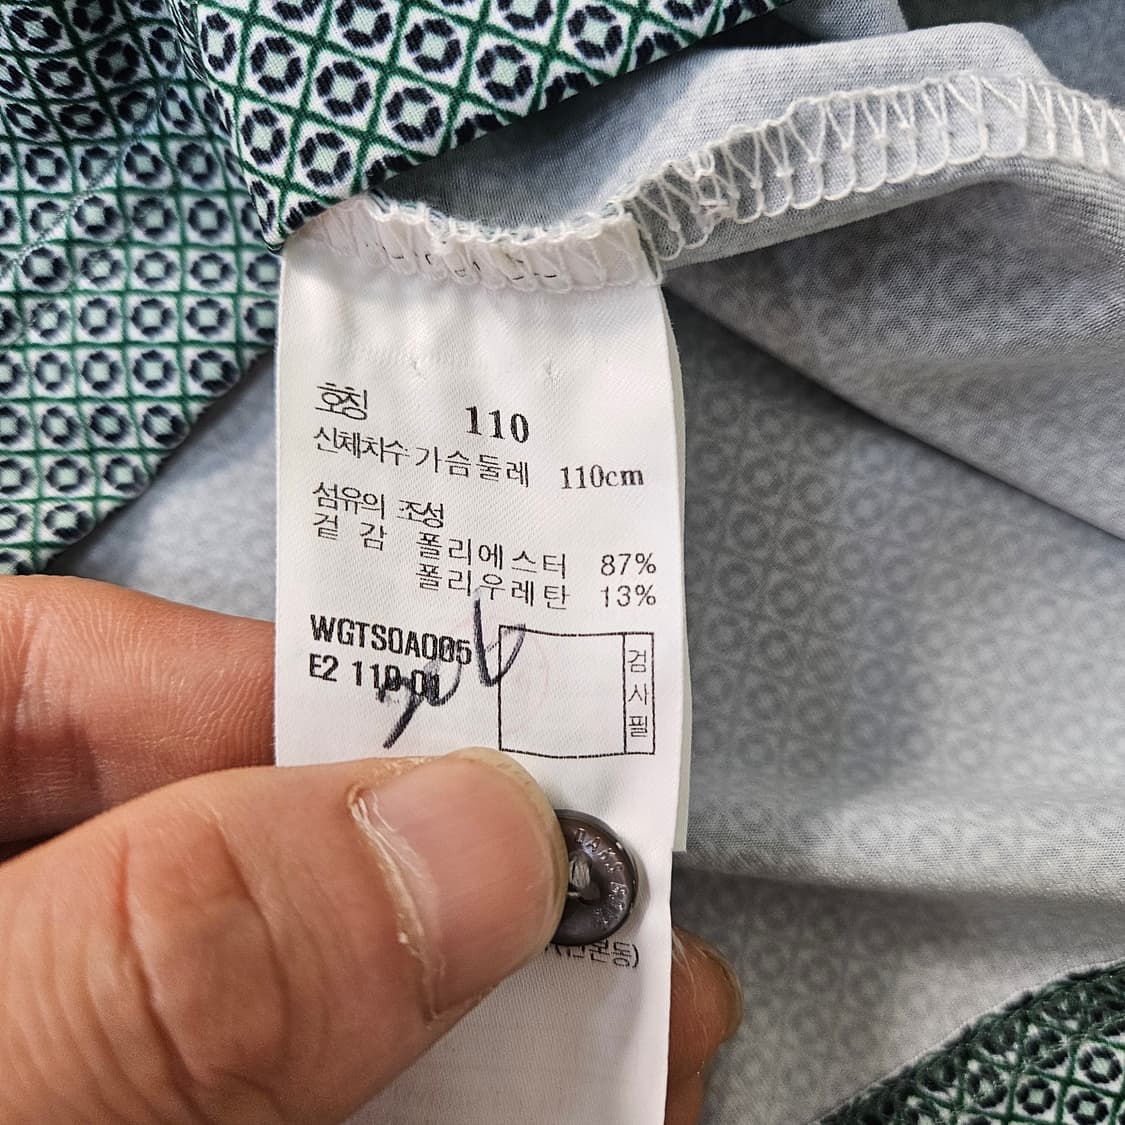 호칭 110
신체치수 가슴둘레 110cm
섬유의 조성
겉 감 폴리에스터 87%
폴리우레탄 13%
WGTS0A005
E2 110-01
검사필